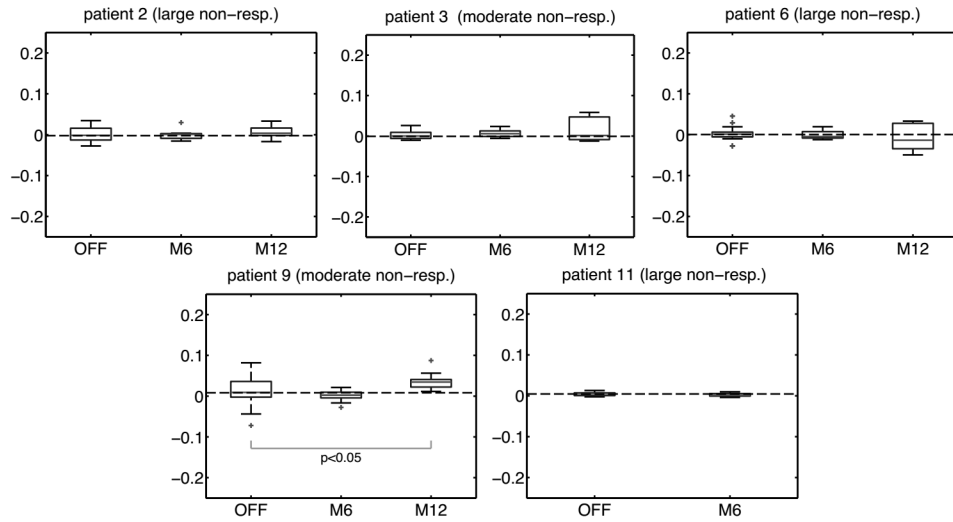 patient 2 (large non−resp.)
0.2
0.1
0
−0.1
−0.2
OFF M6 M12
patient 3 (moderate non−resp.)
0.2
0.1
0
−0.1
−0.2
OFF M6 M12
patient 6 (large non−resp.)
0.2
0.1
0
−0.1
−0.2
OFF M6 M12
patient 9 (moderate non−resp.)
0.2
0.1
0
−0.1
−0.2
p<0.05
OFF M6 M12
patient 11 (large non−resp.)
0.2
0.1
0
−0.1
−0.2
OFF M6